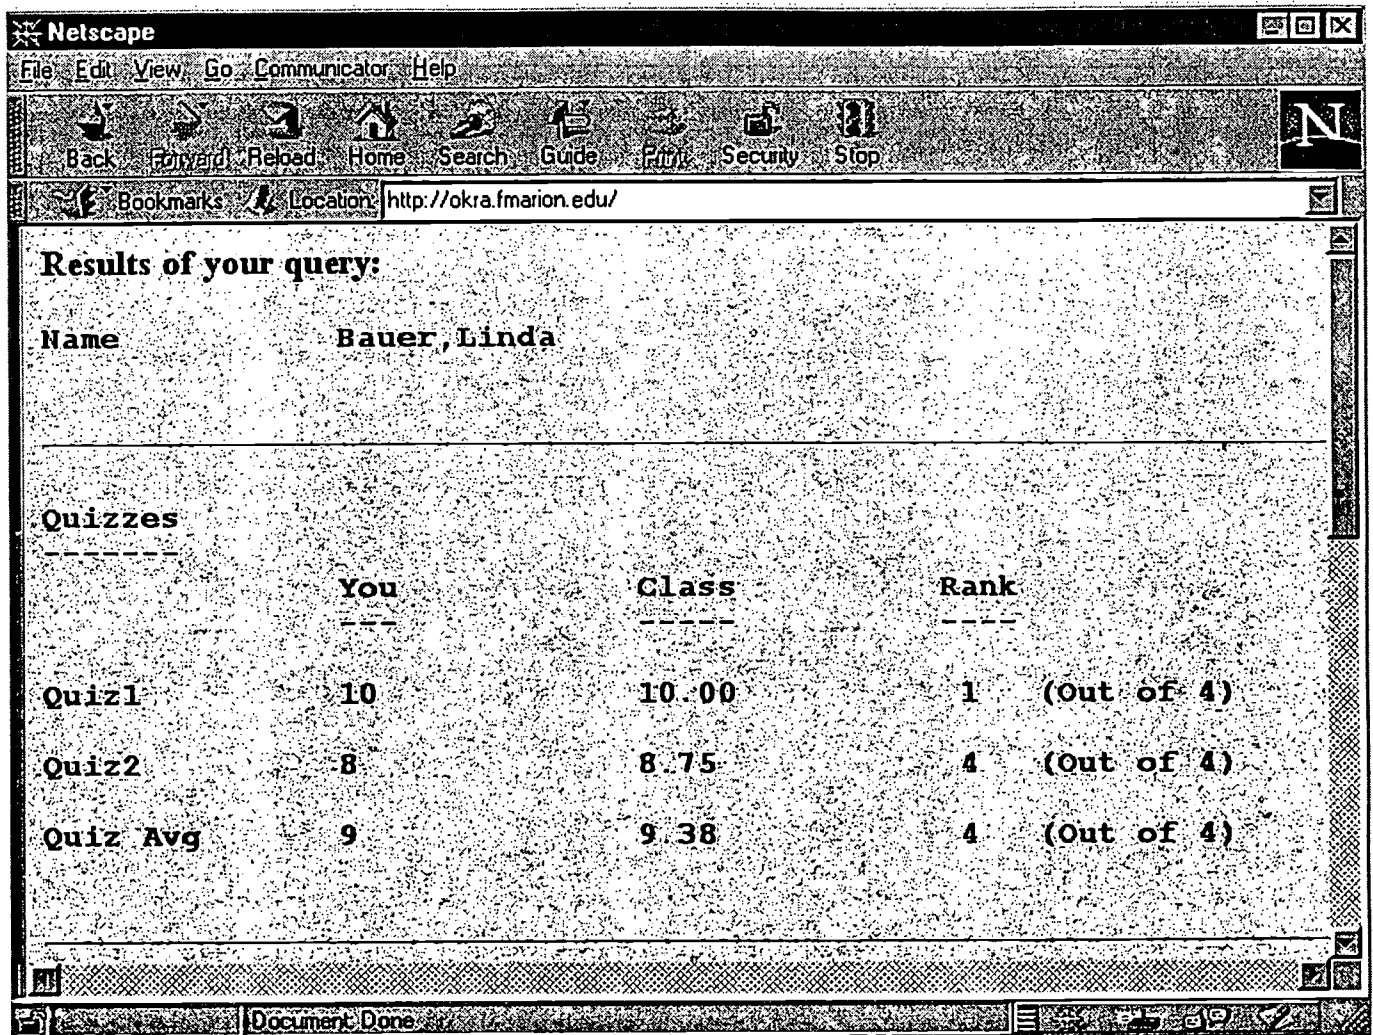 Netscape
File Edit View Go Communicator Help
N
Back Forward Reload Home Search Guide Print Security Stop
Bookmarks Location: http://okra.fmarion.edu/
Results of your query:
Name Bauer,Linda
Quizzes
-------
You Class Rank
--- ----- ----
Quiz1 10 10.00 1 (Out of 4)
Quiz2 8 8.75 4 (Out of 4)
Quiz Avg 9 9.38 4 (Out of 4)
Document: Done